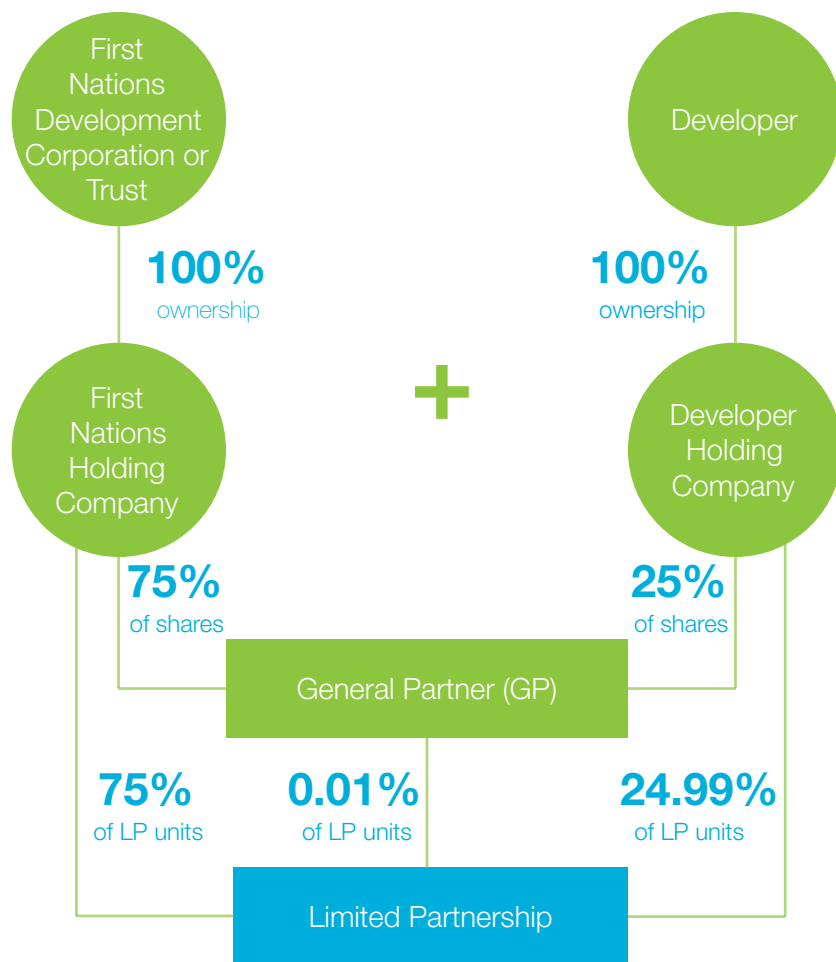 First
Nations
Development
Corporation or
Trust
Developer
100%
ownership
100%
ownership
First
Nations
Holding
Company
+
Developer
Holding
Company
75%
of shares
25%
of shares
General Partner (GP)
75%
of LP units
0.01%
of LP units
24.99%
of LP units
Limited Partnership